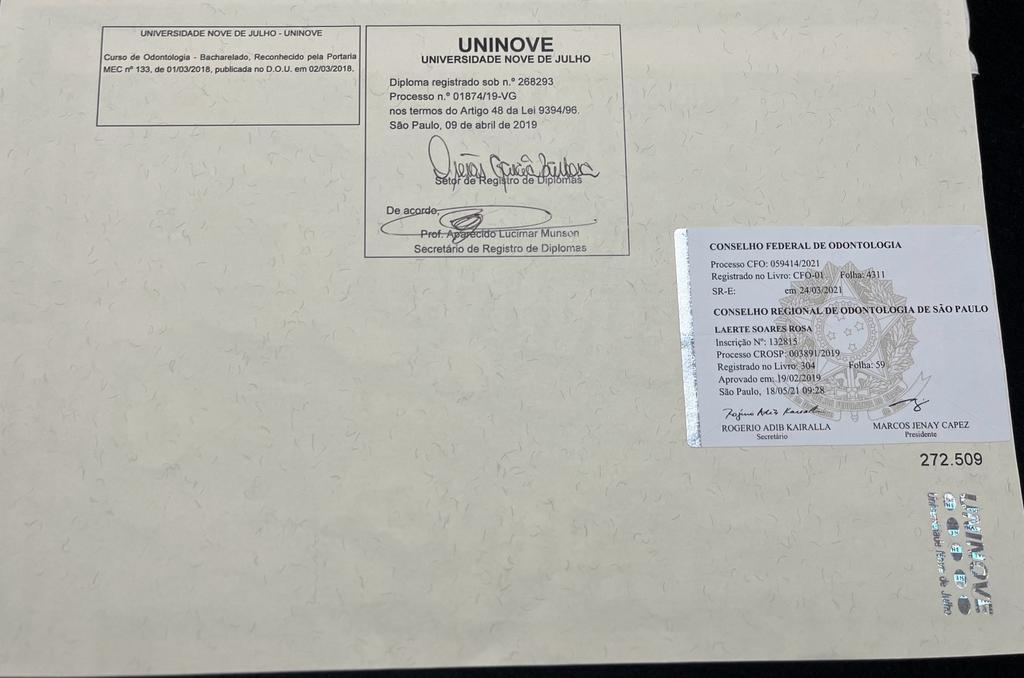 UNIVERSIDADE NOVE DE JULHO - UNINOVE
Curso de Odontologia - Bacharelado, Reconhecido pela Portaria
MEC nº 133, de 01/03/2018, publicada no D.O.U. em 02/03/2018.
UNINOVE
UNIVERSIDADE NOVE DE JULHO
Diploma registrado sob n.º 268293
Processo n.º 01874/19-VG
nos termos do Artigo 48 da Lei 9394/96.
São Paulo, 09 de abril de 2019
Setor de Registro de Diplomas
De acordo,
Prof. Aparecido Lucimar Munson
Secretário de Registro de Diplomas
CONSELHO FEDERAL DE ODONTOLOGIA
Processo CFO: 059414/2021
Registrado no Livro: CFO-01 Folha: 4311
SR-E: em 24/03/2021
CONSELHO REGIONAL DE ODONTOLOGIA DE SÃO PAULO
LAERTE SOARES ROSA
Inscrição Nº: 132815
Processo CROSP: 003891/2019
Registrado no Livro: 304 Folha: 59
Aprovado em: 19/02/2019
São Paulo, 18/05/21 09:28
Rogério Adib Kairalla
ROGERIO ADIB KAIRALLA MARCOS JENAY CAPEZ
Secretário Presidente
272.509
UNINOVE
Universidade Nove de Julho